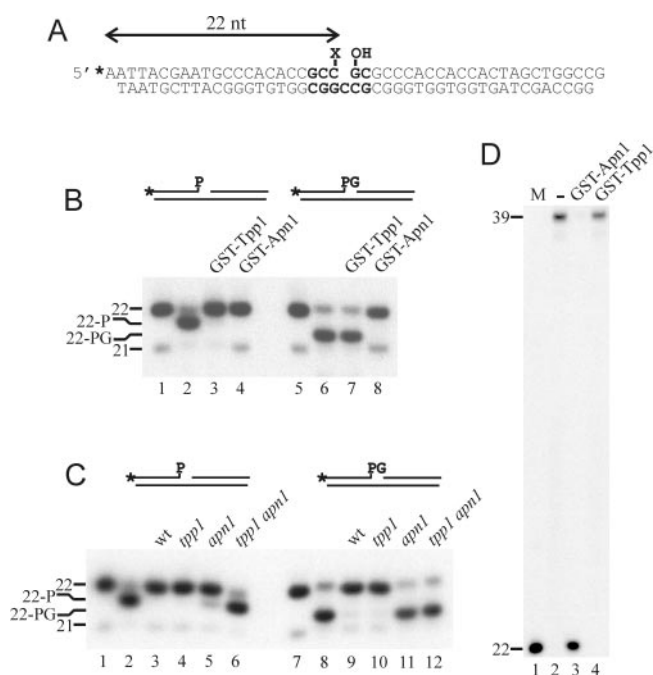 A
22 nt
X OH
5'*AATTACGAATGCCCACACCGCC GCGCCCACCACCACTAGCTGGCCG
TAATGCTTACGGGTGTGGCGGCCGCGGGTGGTGGTGATCGACCGG
B
P
PG
* *
GST-Tpp1 GST-Apn1 GST-Tpp1 GST-Apn1
22
22-P
22-PG
21
1 2 3 4 5 6 7 8
C
P
PG
* *
wt tpp1 apn1 tpp1 apn1 wt tpp1 apn1 tpp1 apn1
22
22-P
22-PG
21
1 2 3 4 5 6 7 8 9 10 11 12
D
M - GST-Apn1 GST-Tpp1
39
22
1 2 3 4